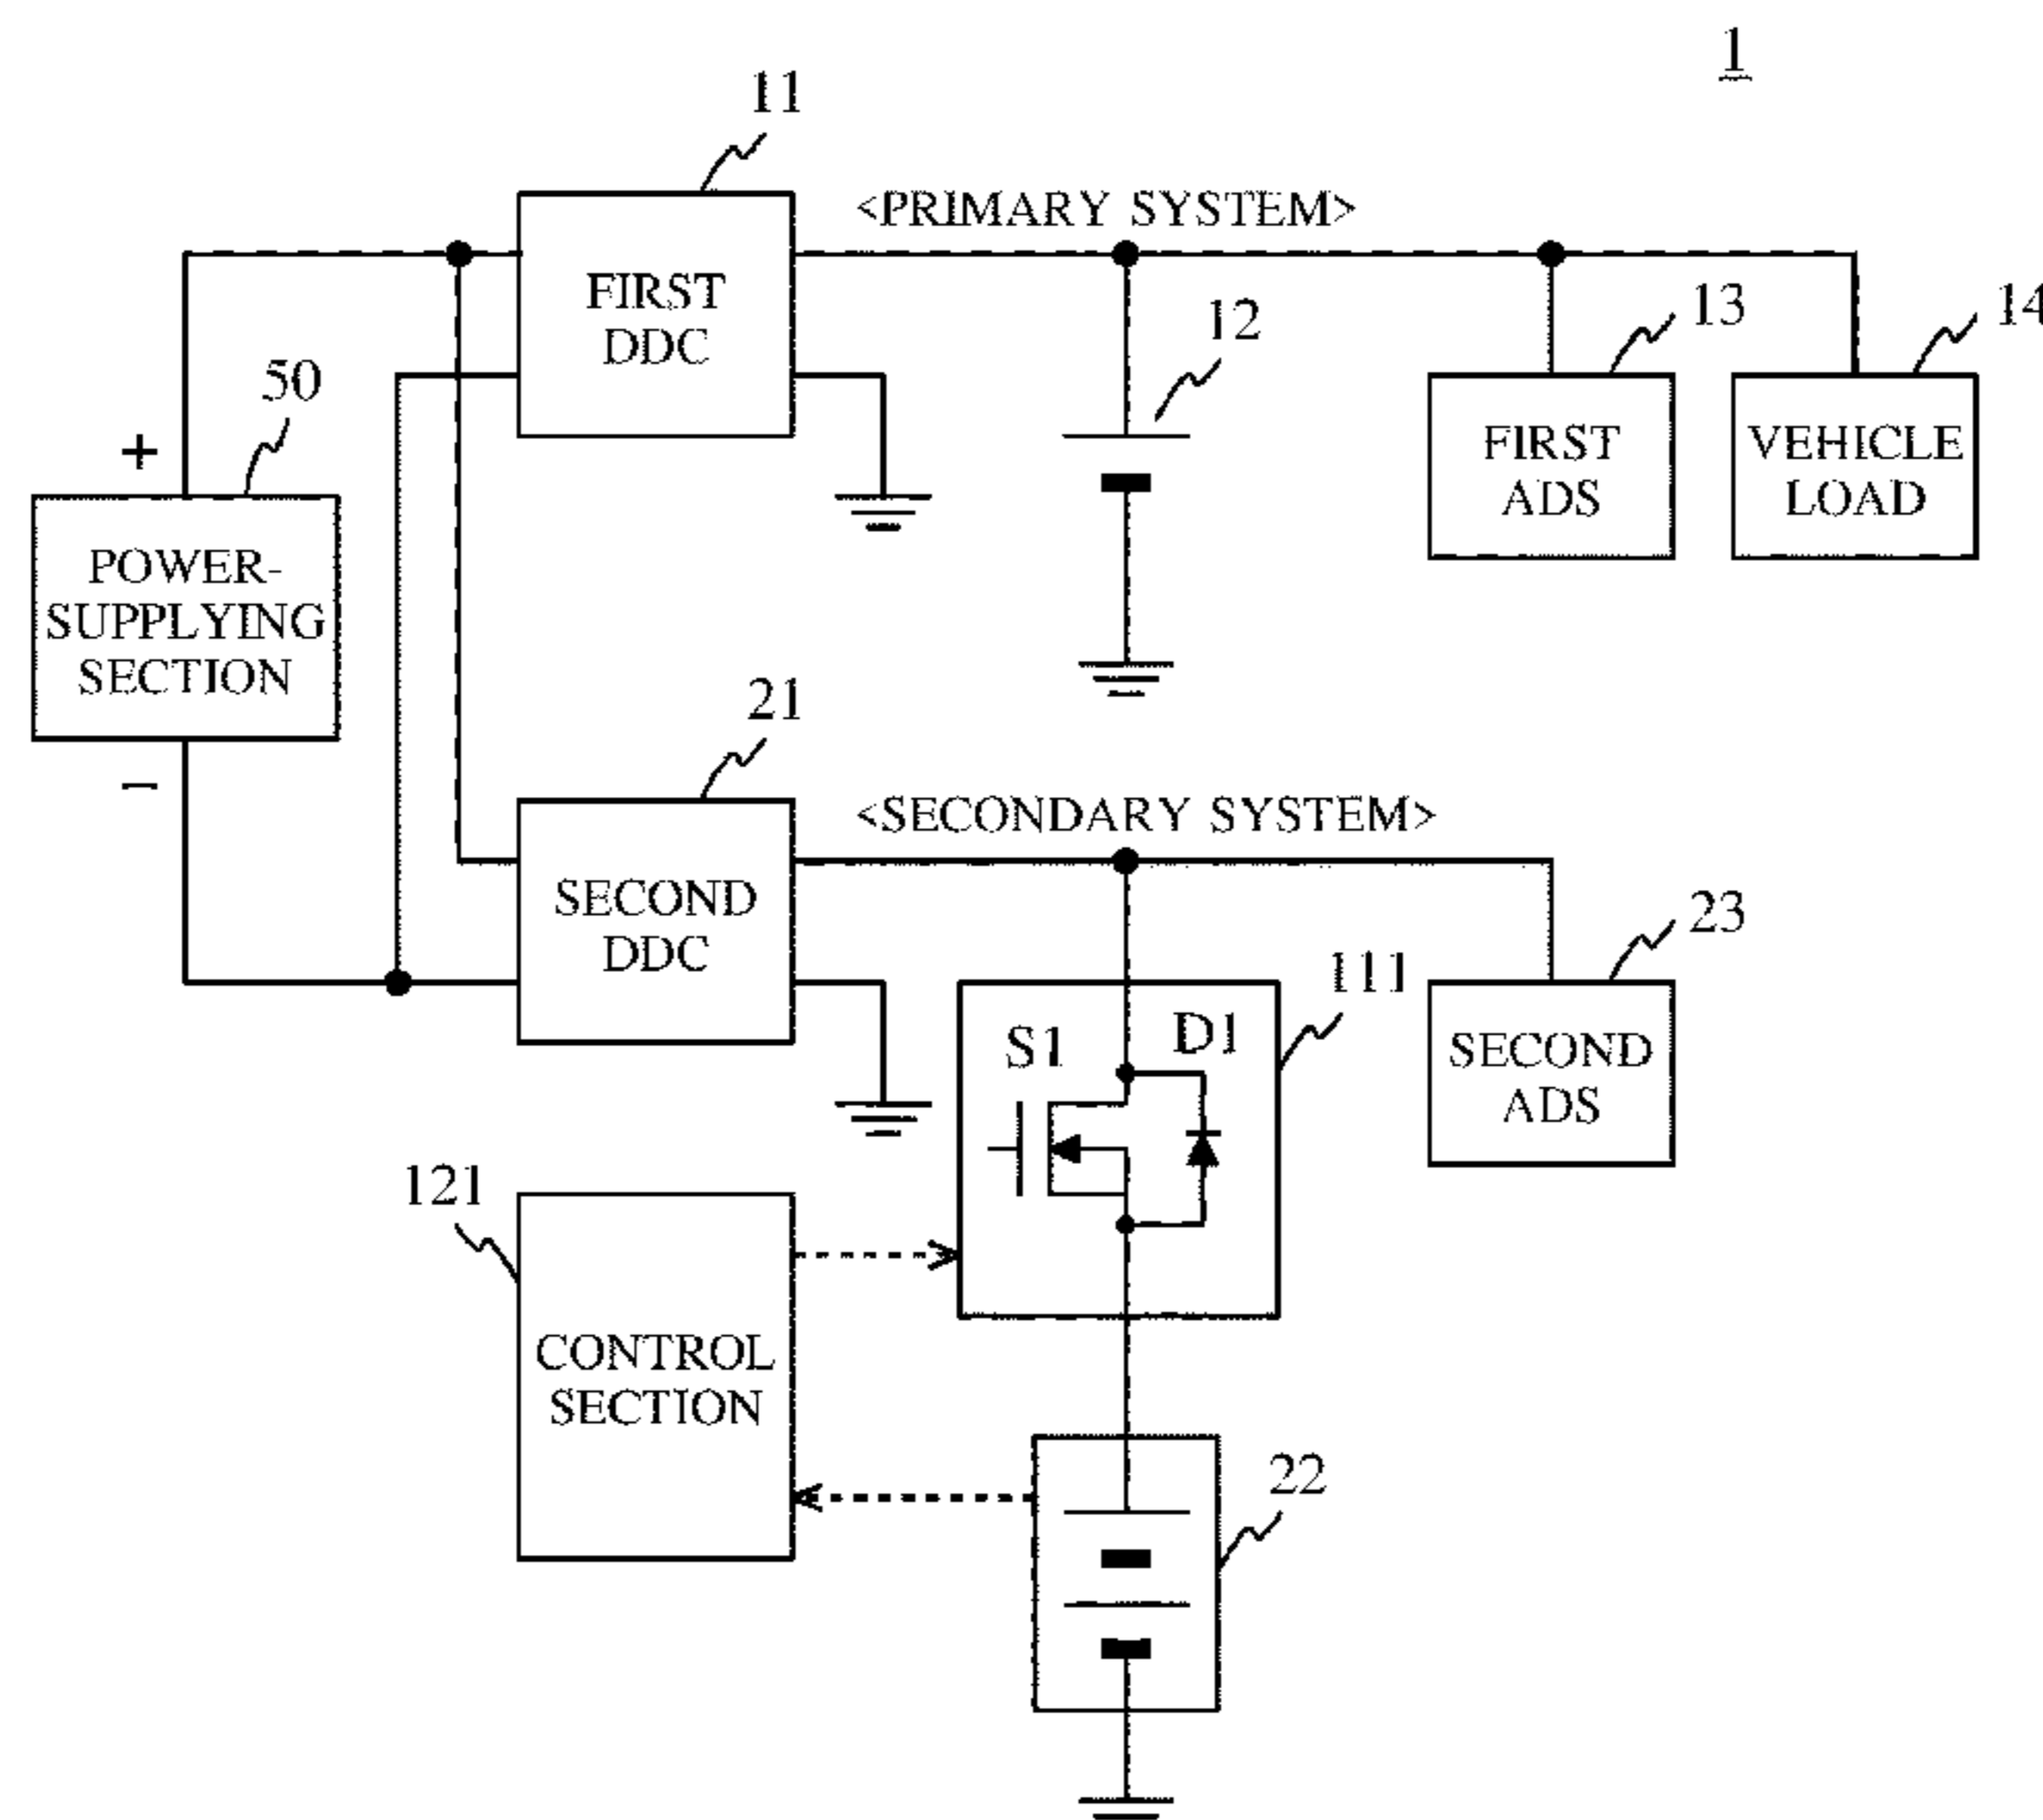 1
11
<PRIMARY SYSTEM>
FIRST
DDC
12
13
14
50
+
FIRST
ADS
VEHICLE
LOAD
POWER-
SUPPLYING
SECTION
−
21
<SECONDARY SYSTEM>
SECOND
DDC
23
111
S1
D1
SECOND
ADS
121
CONTROL
SECTION
22